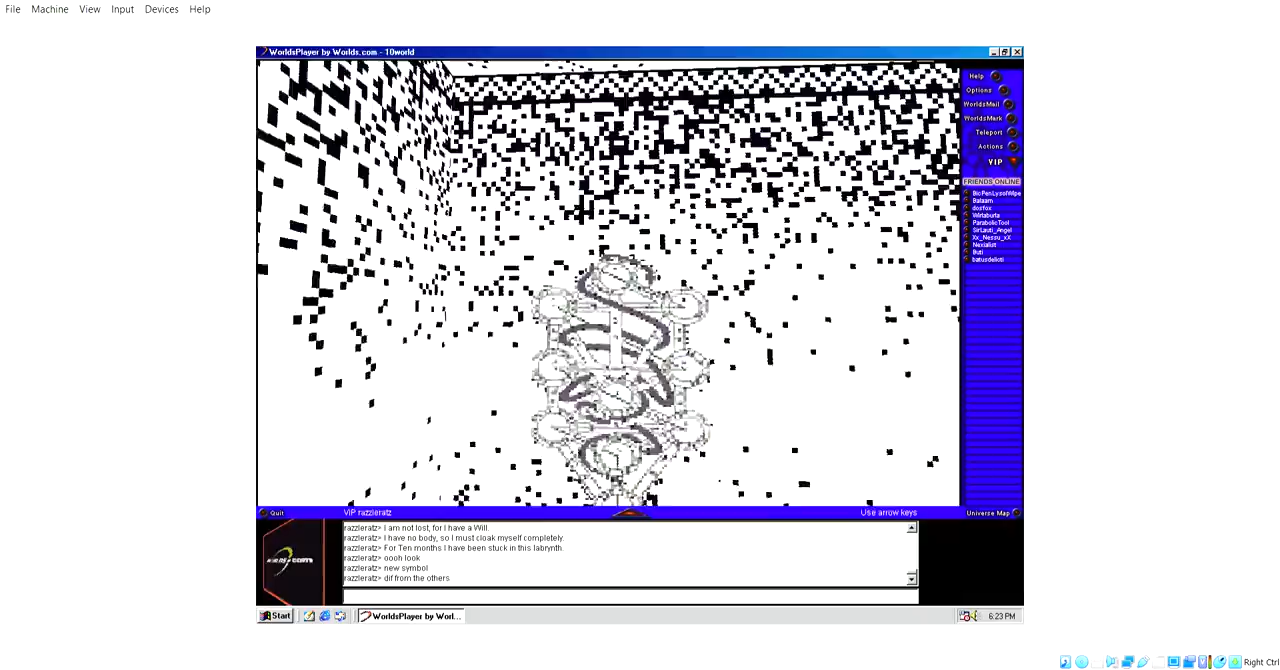 File Machine View Input Devices Help
WorldsPlayer by Worlds.com - 10world
Help
Options
WorldsMail
WorldsMark
Teleport
Actions
VIP
FRIENDS ONLINE
BicPenLysolWipe
Balaam
dosfox
Wirlaburla
ParabolicTool
SirLauti_Angel
Xx_Nessu_xX
Nexialist
Buti
batusdelicti
Quit VIP razzleratz Use arrow keys Universe Map
razzleratz> I am not lost, for I have a Will.
razzleratz> I have no body, so I must cloak myself completely.
razzleratz> For Ten months I have been stuck in this labrynth.
razzleratz> oooh look
razzleratz> new symbol
razzleratz> dif from the others
Start WorldsPlayer by Worl... 6:23 PM
Right Ctrl